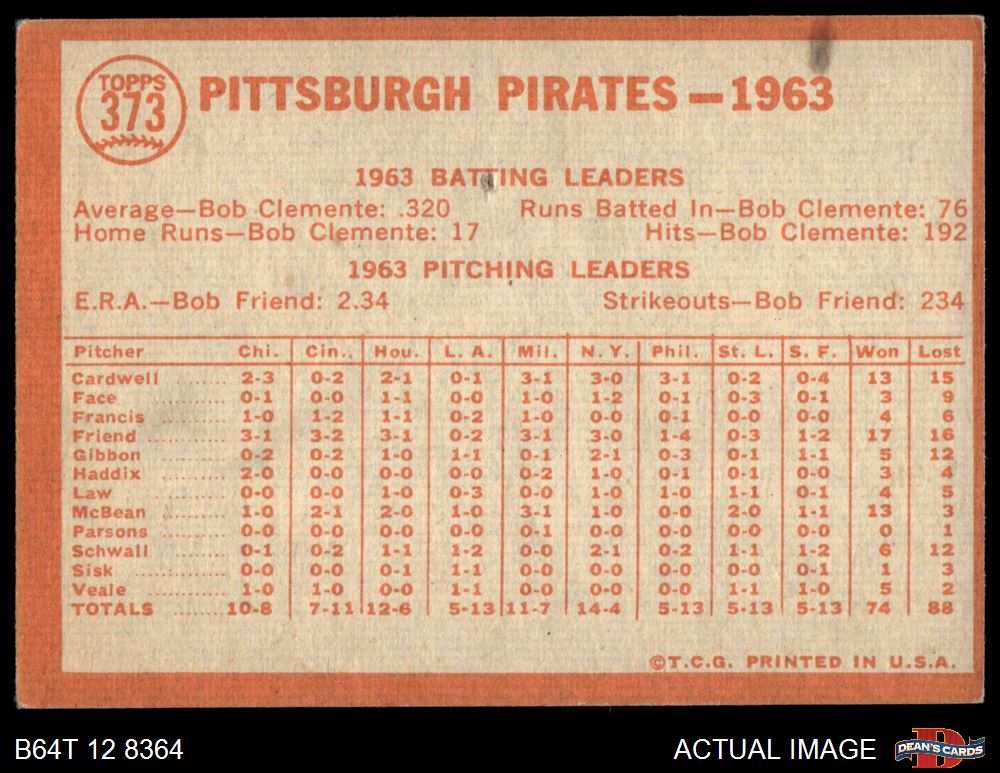 TOPPS
373
PITTSBURGH PIRATES—1963
1963 BATTING LEADERS
Average—Bob Clemente: .320 Runs Batted In—Bob Clemente: 76
Home Runs—Bob Clemente: 17 Hits—Bob Clemente: 192
1963 PITCHING LEADERS
E.R.A.—Bob Friend: 2.34 Strikeouts—Bob Friend: 234
Pitcher Chi. Cin. Hou. L. A. Mil. N. Y. Phil. St. L. S. F. Won Lost
Cardwell ........ 2-3 0-2 2-1 0-1 3-1 3-0 3-1 0-2 0-4 13 15
Face ........ 0-1 0-0 1-1 0-0 1-0 1-2 0-1 0-3 0-1 3 9
Francis ........ 1-0 1-2 1-1 0-2 1-0 0-0 0-1 0-0 0-0 4 6
Friend ........ 3-1 3-2 3-1 0-2 3-1 3-0 1-4 0-3 1-2 17 16
Gibbon ........ 0-2 0-2 1-0 1-1 0-1 2-1 0-3 0-1 1-1 5 12
Haddix ........ 2-0 0-0 0-0 0-0 0-2 1-0 0-1 0-1 0-0 3 4
Law ........ 0-0 0-0 1-0 0-3 1-0 1-0 1-0 1-1 0-1 4 5
McBean ........ 1-0 2-1 2-0 1-0 3-1 1-0 0-0 2-0 1-1 13 3
Parsons ........ 0-0 0-0 0-0 0-0 0-1 0-0 0-0 0-0 0-0 0 1
Schwall ........ 0-1 0-2 1-1 1-2 0-0 2-1 0-2 1-1 1-2 6 12
Sisk ........ 0-0 0-0 0-1 1-1 0-0 0-0 0-0 0-0 0-1 1 3
Veale ........ 1-0 1-0 0-0 1-1 0-0 0-0 0-0 1-1 1-0 5 2
TOTALS ........ 10-8 7-11 12-6 5-13 11-7 14-4 5-13 5-13 5-13 74 88
©T.C.G. PRINTED IN U.S.A.
B64T 12 8364 ACTUAL IMAGE
DEAN'S CARDS